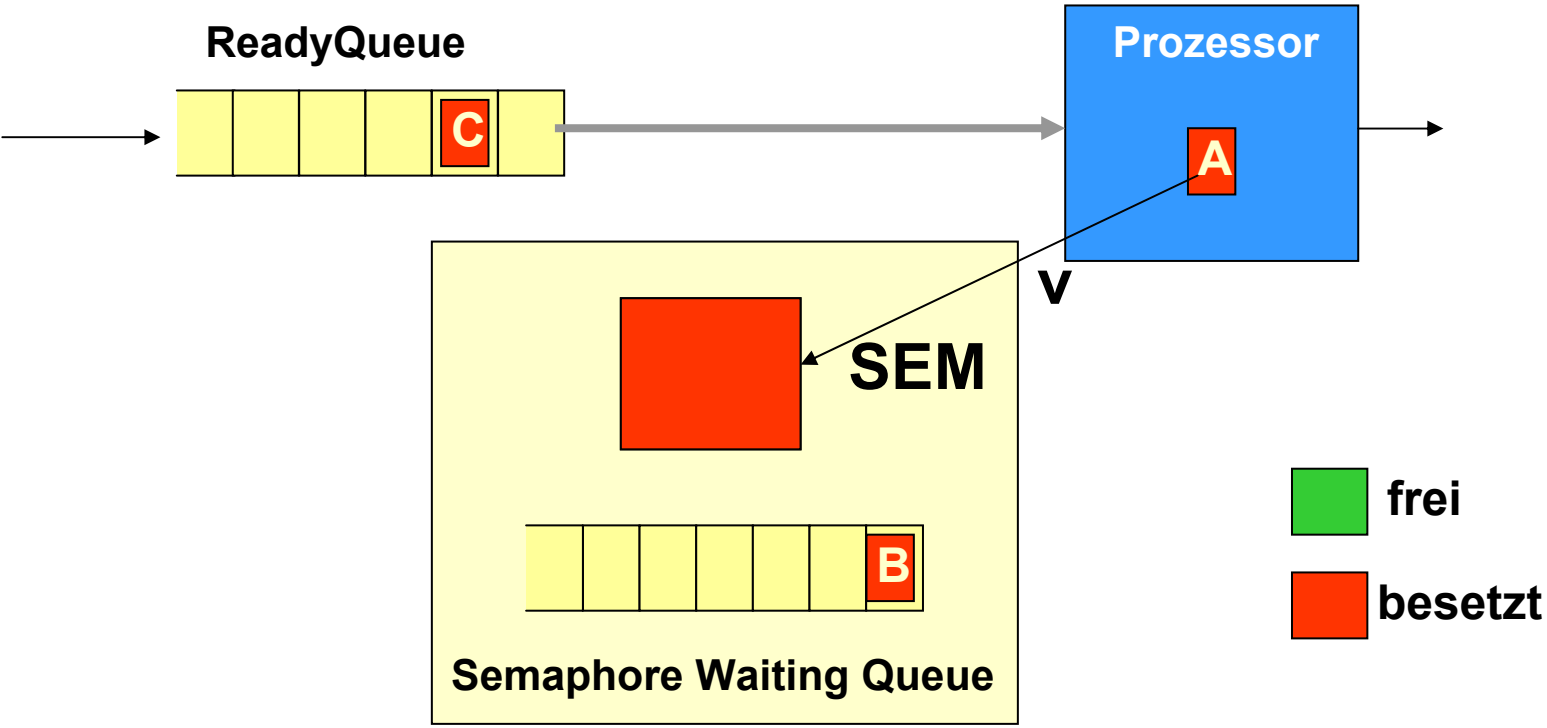 ReadyQueue
Prozessor
C
A
V
SEM
frei
B
besetzt
Semaphore Waiting Queue